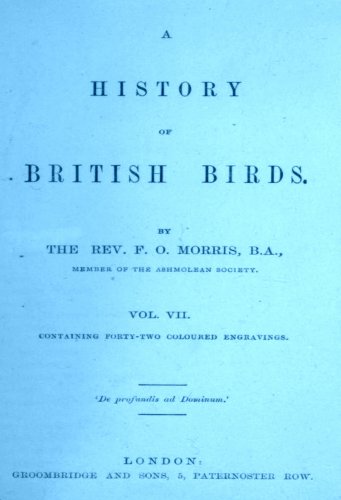 A
HISTORY
OF
BRITISH BIRDS.
BY
THE REV. F. O. MORRIS, B.A.,
MEMBER OF THE ASHMOLEAN SOCIETY.
VOL. VII.
CONTAINING FORTY-TWO COLOURED ENGRAVINGS.
'De profundis ad Dominum.'
LONDON:
GROOMBRIDGE AND SONS, 5, PATERNOSTER ROW.